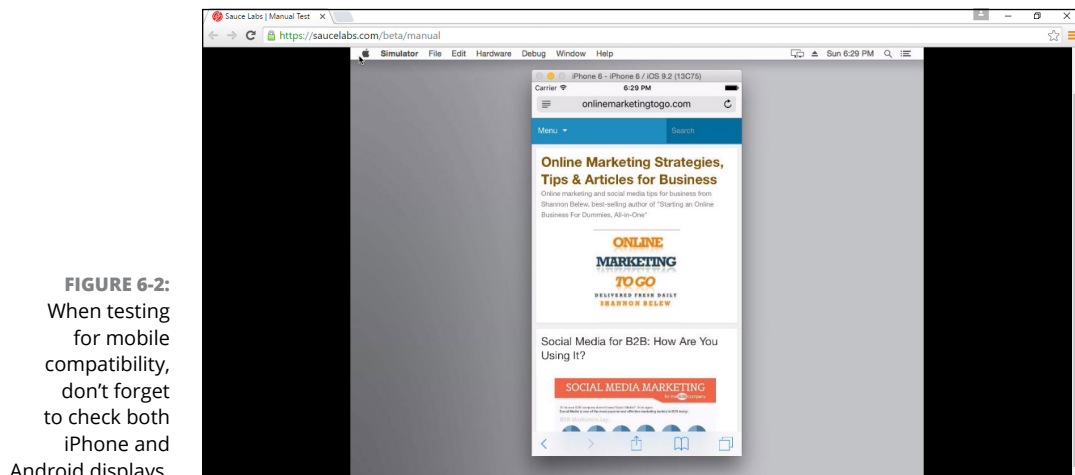 Sauce Labs | Manual Test
https://saucelabs.com/beta/manual
Simulator File Edit Hardware Debug Window Help
Sun 6:29 PM
iPhone 6 - iPhone 6 / iOS 9.2 (13C75)
Carrier 6:29 PM
onlinemarketingtogo.com
Menu Search
Online Marketing Strategies,
Tips & Articles for Business
Online marketing and social media tips for business from
Shannon Belew, best-selling author of "Starting an Online
Business For Dummies, All-in-One"
ONLINE
MARKETING
TO GO
DELIVERED FRESH DAILY
SHANNON BELEW
Social Media for B2B: How Are You
Using It?
SOCIAL MEDIA MARKETING
for the B2B company
FIGURE 6-2:
When testing
for mobile
compatibility,
don't forget
to check both
iPhone and
Android displays.